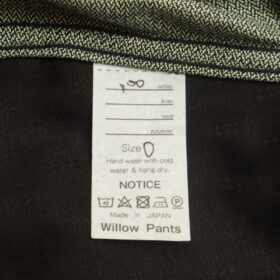 100 cotton
linen
wool
polyester
Size 0
Hand wash with cold
water & hang dry.
NOTICE
40
P
Made in JAPAN
Willow Pants